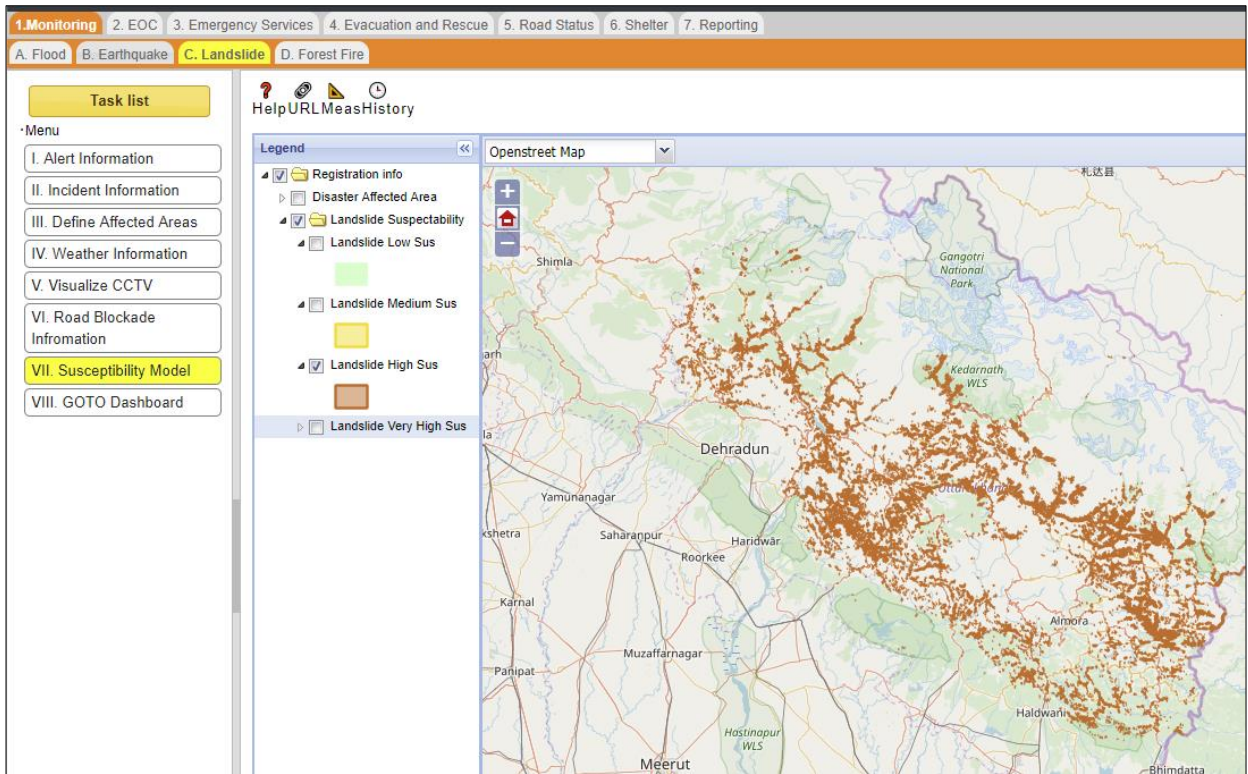 1.Monitoring 2. EOC 3. Emergency Services 4. Evacuation and Rescue 5. Road Status 6. Shelter 7. Reporting
A. Flood B. Earthquake C. Landslide D. Forest Fire
Task list
·Menu
I. Alert Information
II. Incident Information
III. Define Affected Areas
IV. Weather Information
V. Visualize CCTV
VI. Road Blockade
Infromation
VII. Susceptibility Model
VIII. GOTO Dashboard
HelpURLMeasHistory
Legend
Registration info
Disaster Affected Area
Landslide Suspectability
Landslide Low Sus
Landslide Medium Sus
Landslide High Sus
Landslide Very High Sus
Openstreet Map
札达县
Shimla
Gangotri
National
Park
arh
Kedarnath
WLS
la
Dehradun
Yamunanagar
Uttarakhand
kshetra
Saharanpur
Haridwār
Roorkee
Karnal
Almora
Muzaffarnagar
Panipat
Haldwani
Hastinapur
WLS
Meerut
Bhimdatta